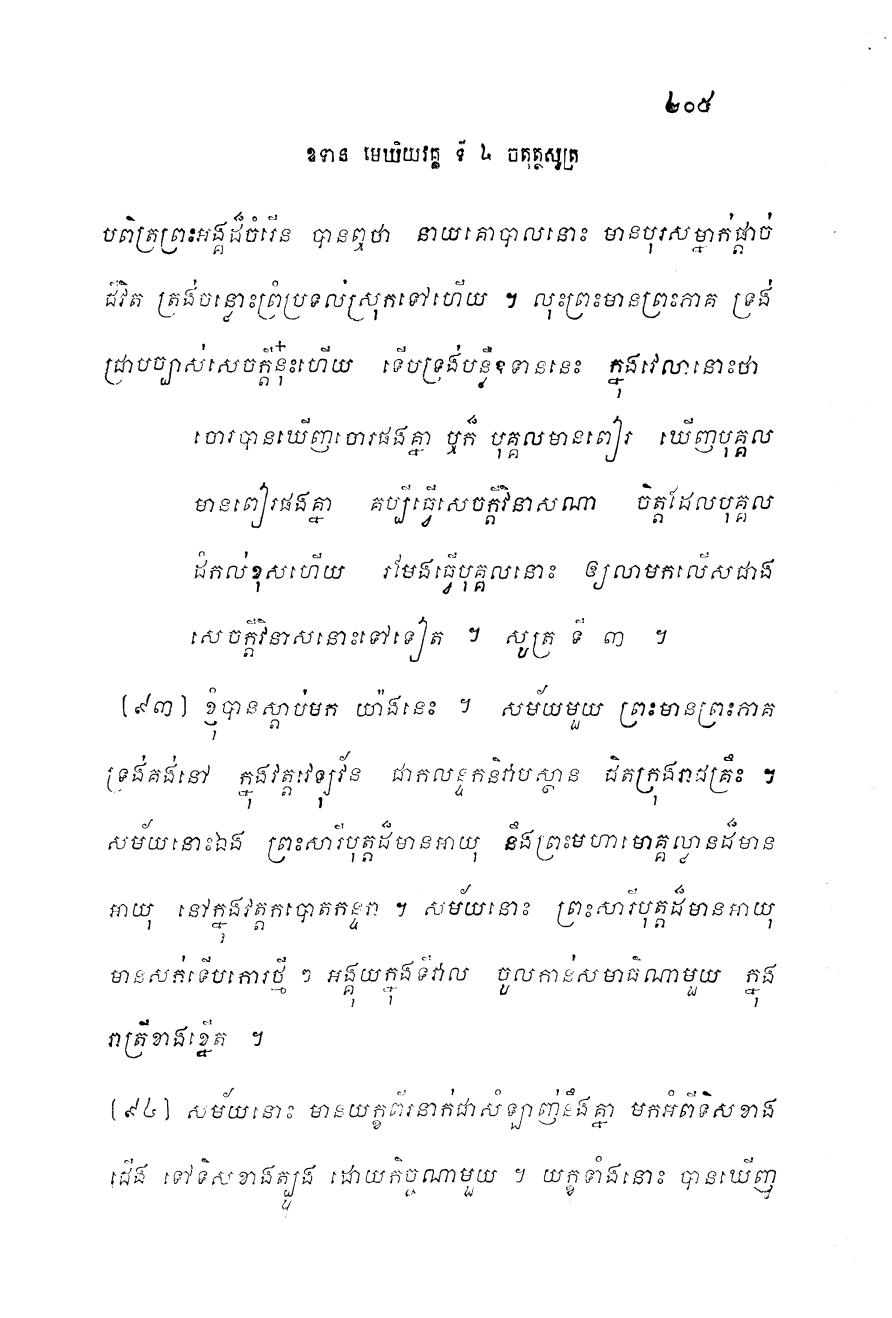 ២០៥
ឧទាន មេឃិយវគ្គ ទី ៤ ចតុត្ថសូត្រ
បពិត្រព្រះអង្គដ៏ចំរើន បានឮថា នាយគោបាលនោះ មានបុរសម្នាក់ផ្តាច់
ជីវិត ត្រង់ចន្លោះព្រំប្រទល់ស្រុកទៅហើយ ។ លុះព្រះមានព្រះភាគ ទ្រង់
ជ្រាបច្បាស់សេចក្តីនុ៎ះហើយ ទើបទ្រង់បន្លឺឧទាននេះ ក្នុងវេលានោះថា
ចោរបានឃើញចោរផងគ្នា ឬក៏ បុគ្គលមានពៀរ ឃើញបុគ្គល
មានពៀរផងគ្នា គប្បីធ្វើសេចក្តីវិនាសណា ចិត្តដែលបុគ្គល
ដំកល់ខុសហើយ រមែងធ្វើបុគ្គលនោះ ឲ្យលាមកលើសជាង
សេចក្តីវិនាសនោះទៅទៀត ។ សូត្រ ទី ៣ ។
(៩៣) ខ្ញុំបានស្តាប់មក យ៉ាងនេះ ។ សម័យមួយ ព្រះមានព្រះភាគ
ទ្រង់គង់នៅ ក្នុងវត្តវេឡុវ័ន ជាកលន្ទកនិវាបស្ថាន ជិតក្រុងរាជគ្រឹះ ។
សម័យនោះឯង ព្រះសារីបុត្តដ៏មានអាយុ នឹងព្រះមហាមោគ្គល្លានដ៏មាន
អាយុ នៅក្នុងវត្តកបោតកន្ទរា ។ សម័យនោះ ព្រះសារីបុត្តដ៏មានអាយុ
មានសក់ទើបកោរថ្មី ៗ អង្គុយក្នុងទីវាល ចូលកាន់សមាធិណាមួយ ក្នុង
រាត្រីខាងខ្នើត ។
(៩៤) សម័យនោះ មានយក្ខពីរនាក់ជាសំឡាញ់នឹងគ្នា មកអំពីទិសខាង
ជើង ទៅទិសខាងត្បូង ដោយកិច្ចណាមួយ ។ យក្ខទាំងនោះ បានឃើញ